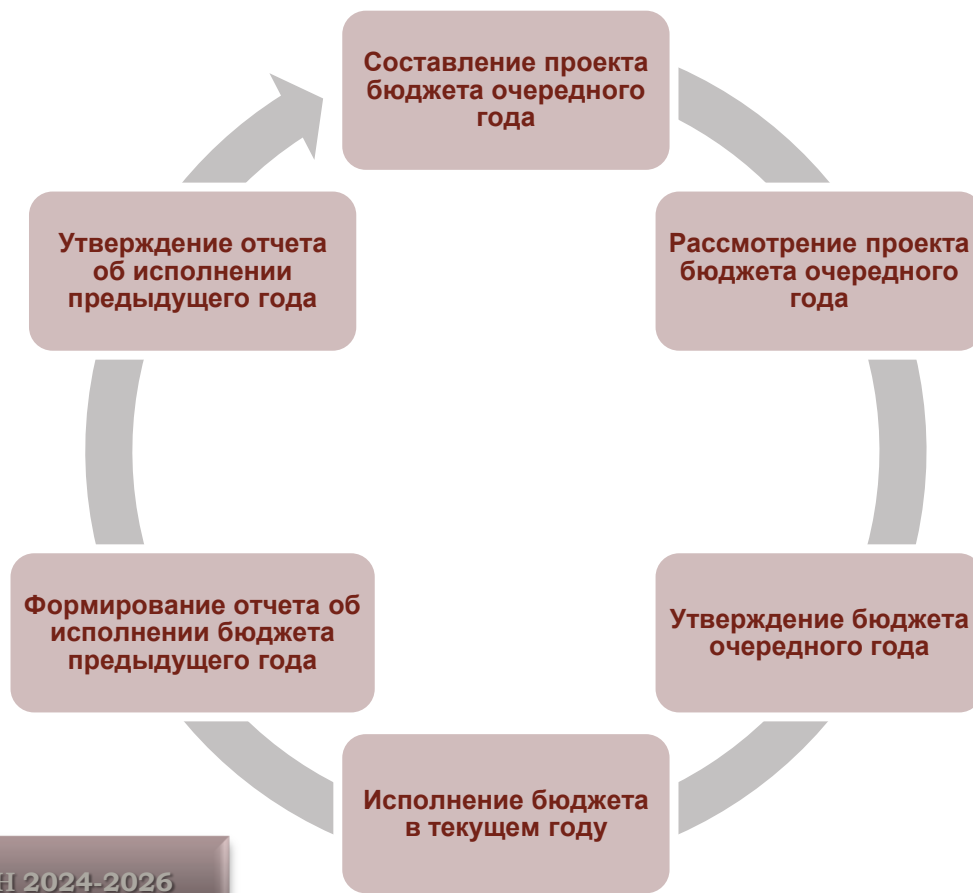 Составление проекта
бюджета очередного
года
Рассмотрение проекта
бюджета очередного
года
Утверждение бюджета
очередного года
Исполнение бюджета
в текущем году
Формирование отчета об
исполнении бюджета
предыдущего года
Утверждение отчета
об исполнении
предыдущего года
Н 2024-2026